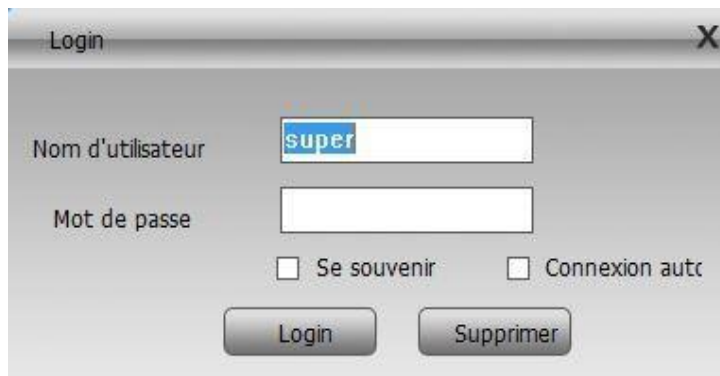 Login X
Nom d'utilisateur super
Mot de passe
Se souvenir Connexion auto
Login Supprimer